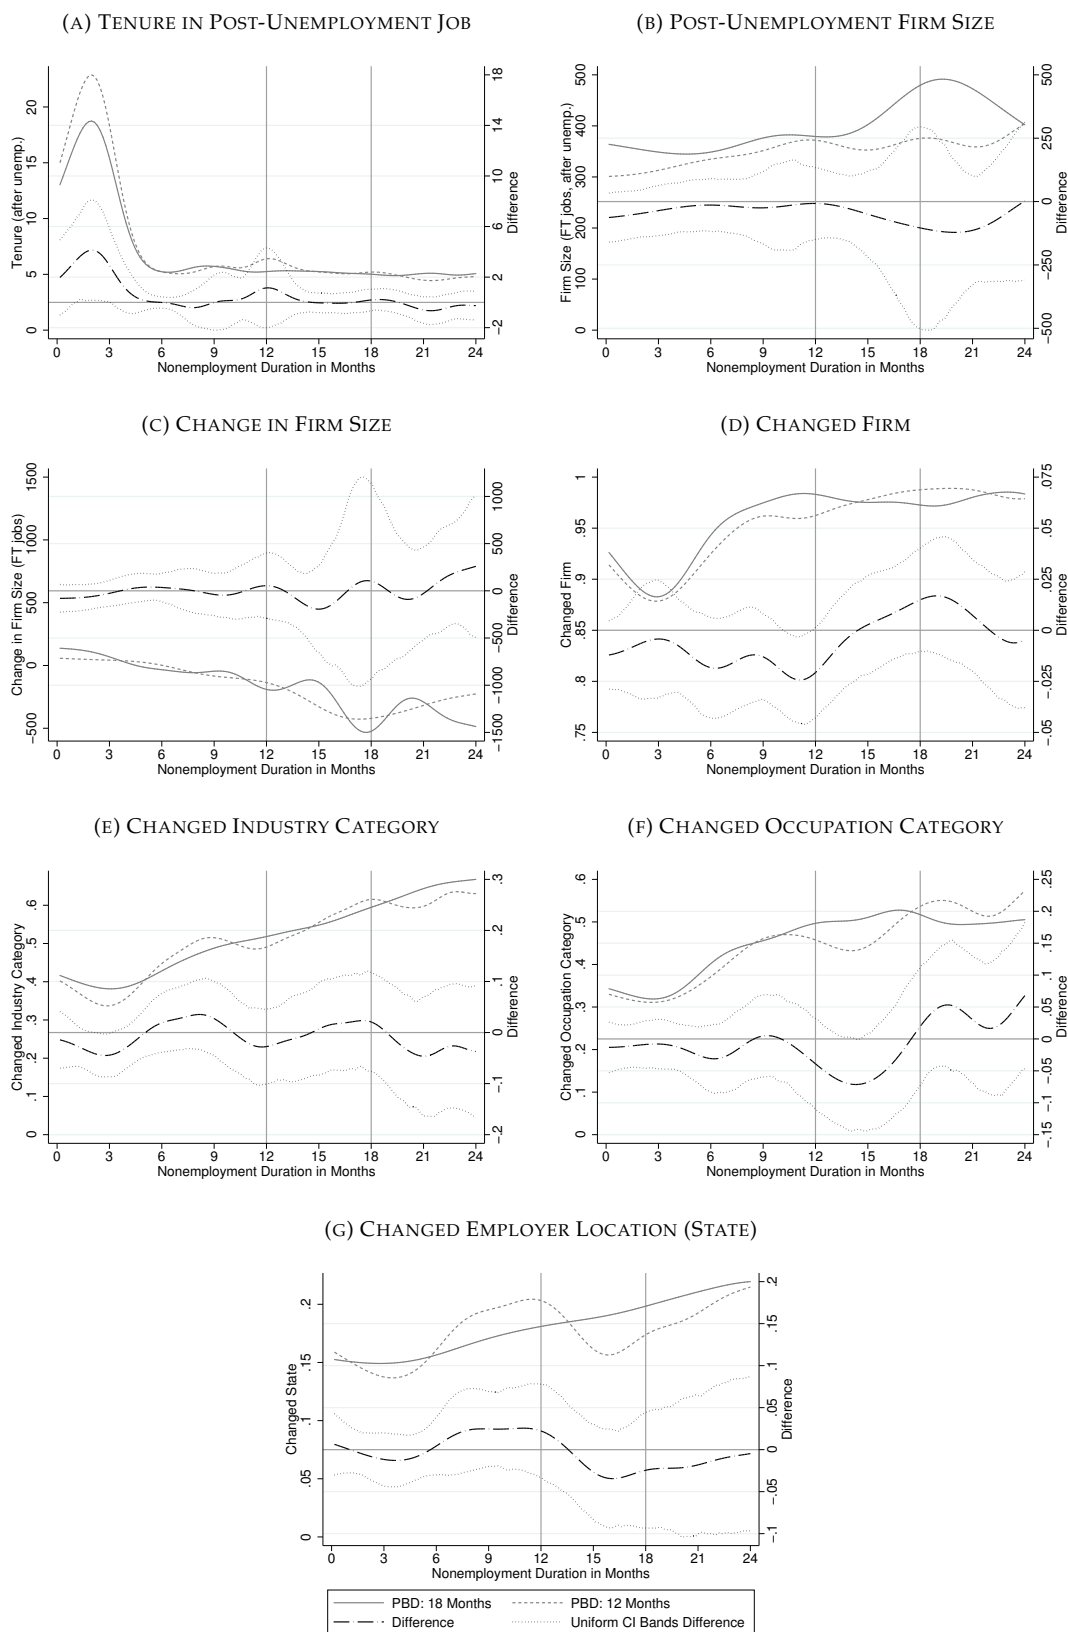 (A) TENURE IN POST-UNEMPLOYMENT JOB
Tenure (after unemp.)
0 5 10 15 20
-2 2 6 10 14 18
Difference
0 3 6 9 12 15 18 21 24
Nonemployment Duration in Months
(B) POST-UNEMPLOYMENT FIRM SIZE
Firm Size (FT jobs, after unemp.)
0 100 200 300 400 500
-500 -250 0 250 500
Difference
0 3 6 9 12 15 18 21 24
Nonemployment Duration in Months
(C) CHANGE IN FIRM SIZE
Change in Firm Size (FT jobs)
-500 0 500 1000 1500
-1500 -1000 -500 0 500 1000
Difference
0 3 6 9 12 15 18 21 24
Nonemployment Duration in Months
(D) CHANGED FIRM
Changed Firm
.75 .8 .85 .9 .95 1
-.05 -.025 0 .025 .05 .075
Difference
0 3 6 9 12 15 18 21 24
Nonemployment Duration in Months
(E) CHANGED INDUSTRY CATEGORY
Changed Industry Category
0 .1 .2 .3 .4 .5 .6
-.2 -.1 0 .1 .2 .3
Difference
0 3 6 9 12 15 18 21 24
Nonemployment Duration in Months
(F) CHANGED OCCUPATION CATEGORY
Changed Occupation Category
0 .1 .2 .3 .4 .5 .6
-.15 -.1 -.05 0 .05 .1 .15 .2 .25
Difference
0 3 6 9 12 15 18 21 24
Nonemployment Duration in Months
(G) CHANGED EMPLOYER LOCATION (STATE)
Changed State
0 .05 .1 .15 .2
-.1 -.05 0 .05 .1 .15 .2
Difference
0 3 6 9 12 15 18 21 24
Nonemployment Duration in Months
PBD: 18 Months PBD: 12 Months
Difference Uniform CI Bands Difference